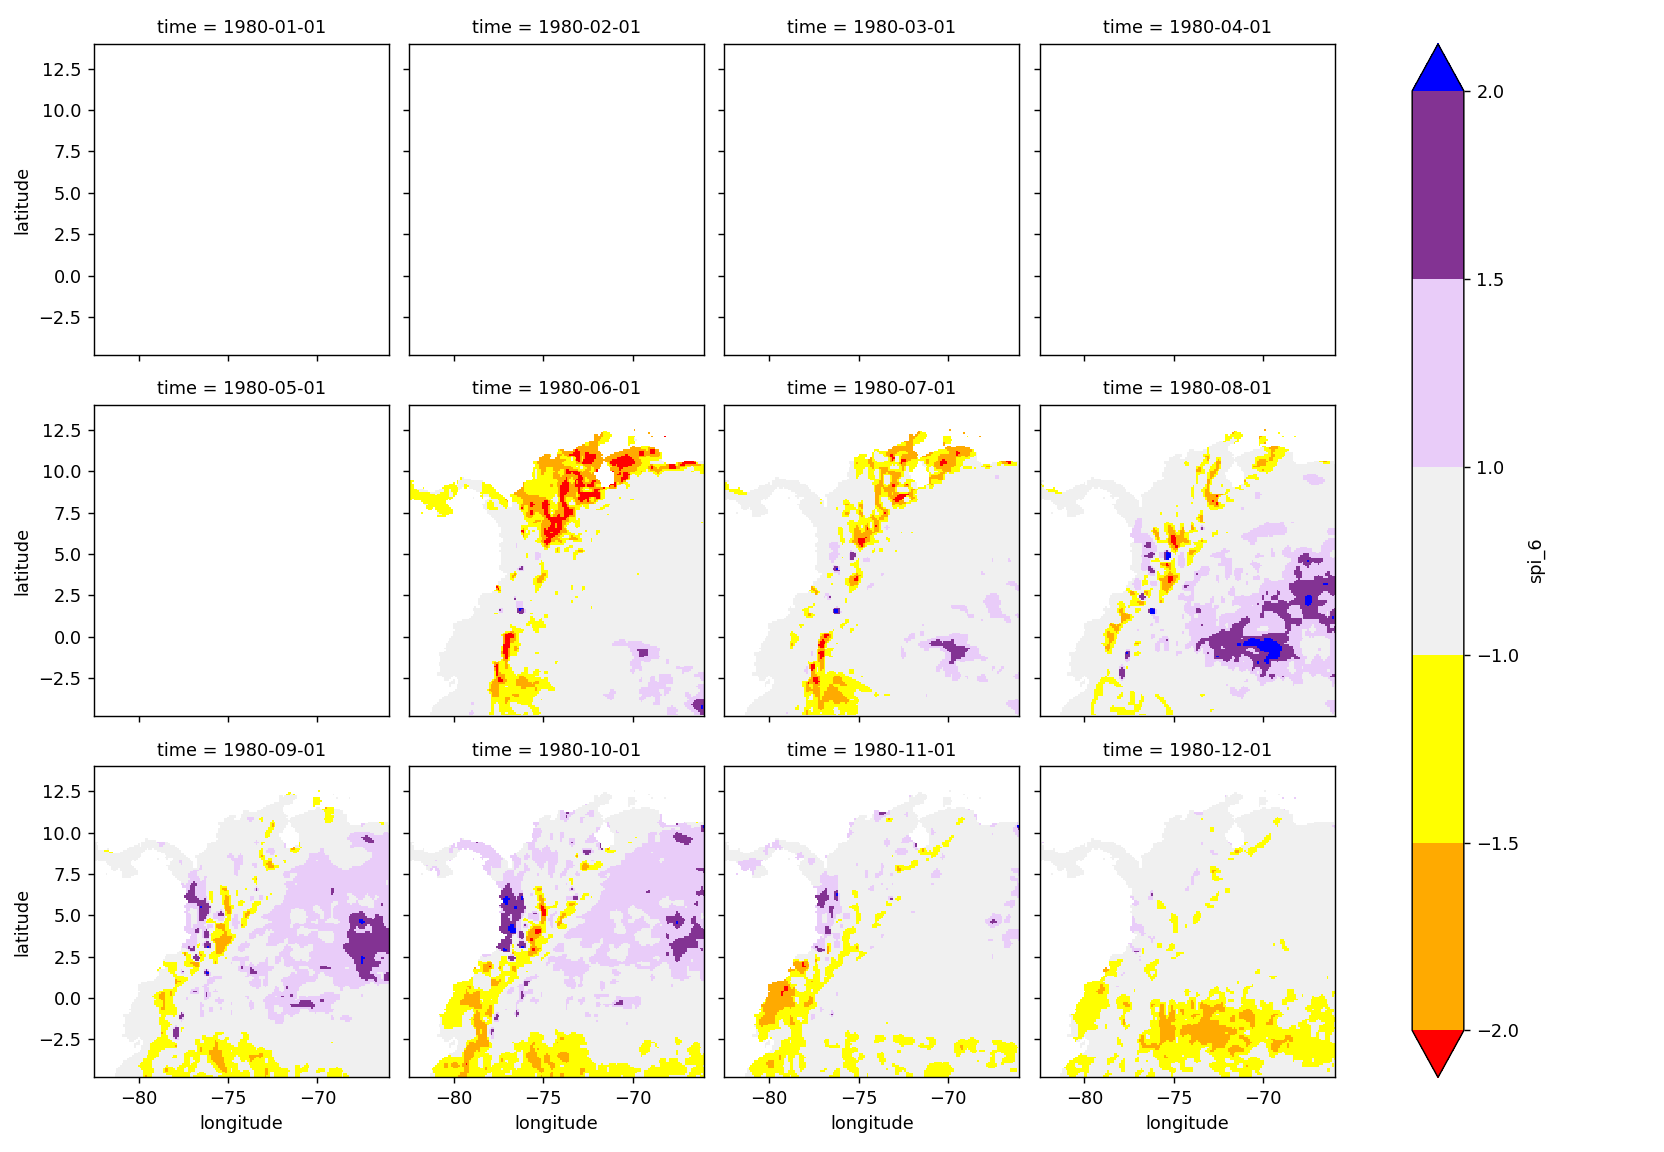 time = 1980-01-01
time = 1980-02-01
time = 1980-03-01
time = 1980-04-01
12.5
10.0
7.5
5.0
2.5
0.0
−2.5
latitude
time = 1980-05-01
time = 1980-06-01
time = 1980-07-01
time = 1980-08-01
12.5
10.0
7.5
5.0
2.5
0.0
−2.5
latitude
time = 1980-09-01
time = 1980-10-01
time = 1980-11-01
time = 1980-12-01
12.5
10.0
7.5
5.0
2.5
0.0
−2.5
latitude
−80
−75
−70
longitude
−80
−75
−70
longitude
−80
−75
−70
longitude
−80
−75
−70
longitude
2.0
1.5
1.0
−1.0
−1.5
−2.0
spi_6